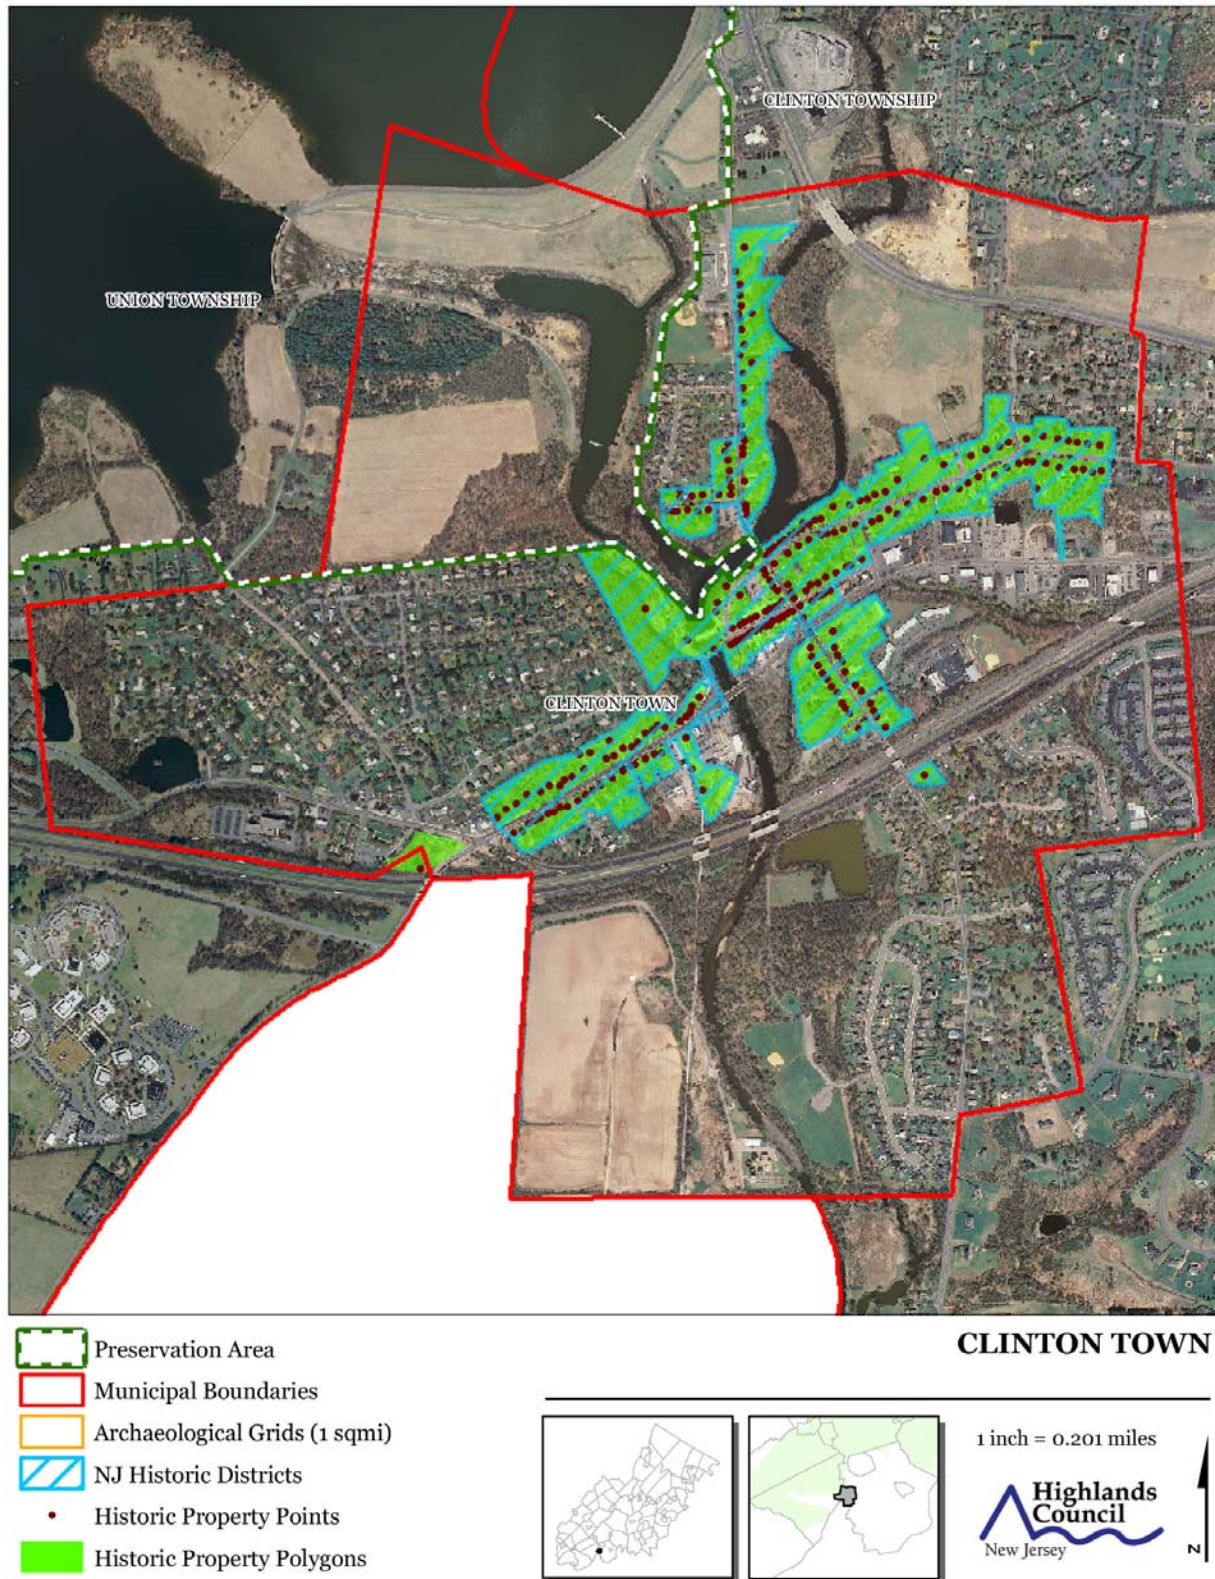 CLINTON TOWNSHIP
UNION TOWNSHIP
CLINTON TOWN
CLINTON TOWN
Preservation Area
Municipal Boundaries
Archaeological Grids (1 sqmi)
NJ Historic Districts
Historic Property Points
Historic Property Polygons
1 inch = 0.201 miles
Highlands
Council
New Jersey
N